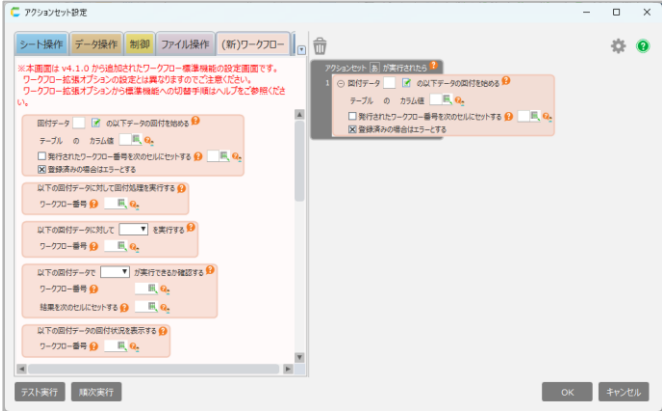 アクションセット設定
シート操作 データ操作 制御 ファイル操作 (新)ワークフロー
※本画面は v4.1.0 から追加されたワークフロー標準機能の設定画面です。
ワークフロー拡張オプションの設定とは異なりますのでご注意ください。
ワークフロー拡張オプションから標準機能への切替手順はヘルプをご参照くださ
い。
回付データ の以下データの回付を始める
テーブル の カラム値
発行されたワークフロー番号を次のセルにセットする
登録済みの場合はエラーとする
以下の回付データに対して回付処理を実行する
ワークフロー番号
以下の回付データに対して を実行する
ワークフロー番号
以下の回付データで が実行できるか確認する
ワークフロー番号
結果を次のセルにセットする
以下の回付データの回付状況を表示する
ワークフロー番号
アクションセット あ が実行されたら
1 回付データ の以下データの回付を始める
テーブル の カラム値
発行されたワークフロー番号を次のセルにセットする
登録済みの場合はエラーとする
テスト実行 順次実行 OK キャンセル